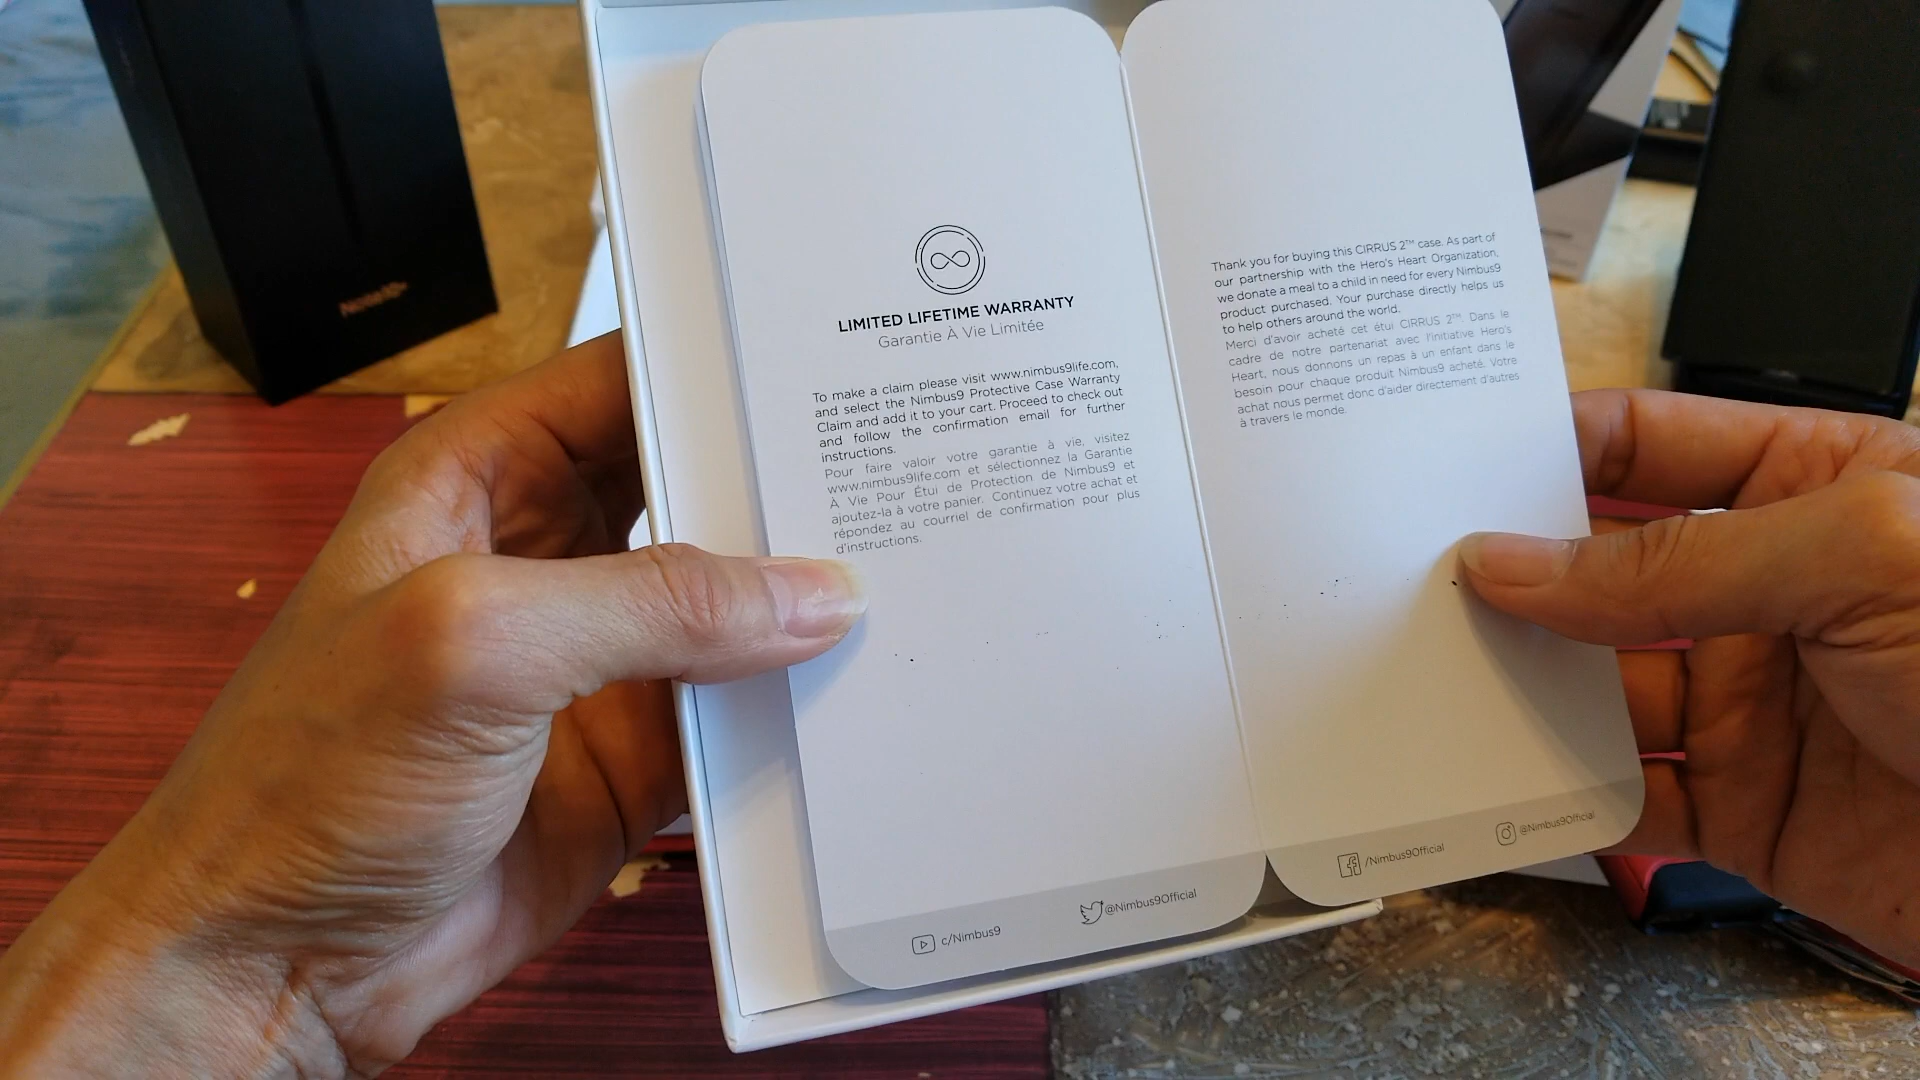 Note10+
LIMITED LIFETIME WARRANTY
Garantie À Vie Limitée
To make a claim please visit www.nimbus9life.com,
and select the Nimbus9 Protective Case Warranty
Claim and add it to your cart. Proceed to check out
and follow the confirmation email for further
instructions.
Pour faire valoir votre garantie à vie, visitez
www.nimbus9life.com et sélectionnez la Garantie
À Vie Pour Étui de Protection de Nimbus9 et
ajoutez-la à votre panier. Continuez votre achat et
répondez au courriel de confirmation pour plus
d'instructions.
c/Nimbus9
@Nimbus9Official
Thank you for buying this CIRRUS 2™ case. As part of
our partnership with the Hero's Heart Organization,
we donate a meal to a child in need for every Nimbus9
product purchased. Your purchase directly helps us
to help others around the world.
Merci d'avoir acheté cet étui CIRRUS 2™. Dans le
cadre de notre partenariat avec l'initiative Hero's
Heart, nous donnons un repas à un enfant dans le
besoin pour chaque produit Nimbus9 acheté. Votre
achat nous permet donc d'aider directement d'autres
à travers le monde.
/Nimbus9Official
@Nimbus9Official